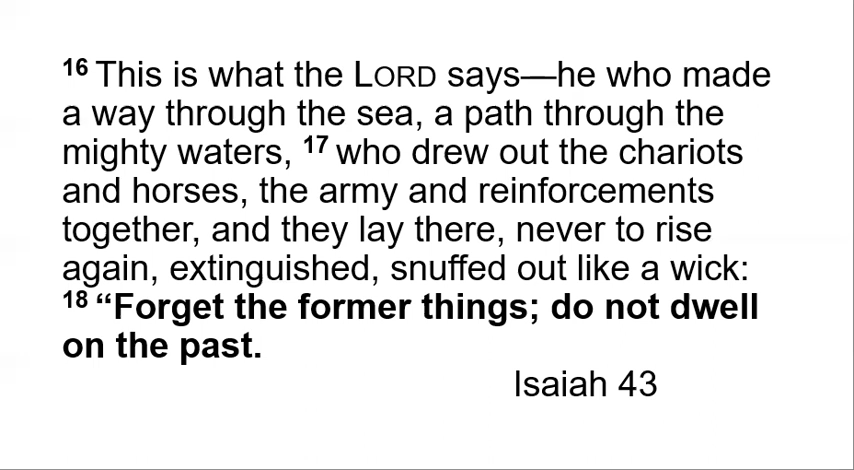 16 This is what the LORD says—he who made
a way through the sea, a path through the
mighty waters, 17 who drew out the chariots
and horses, the army and reinforcements
together, and they lay there, never to rise
again, extinguished, snuffed out like a wick:
18 “Forget the former things; do not dwell
on the past.
Isaiah 43